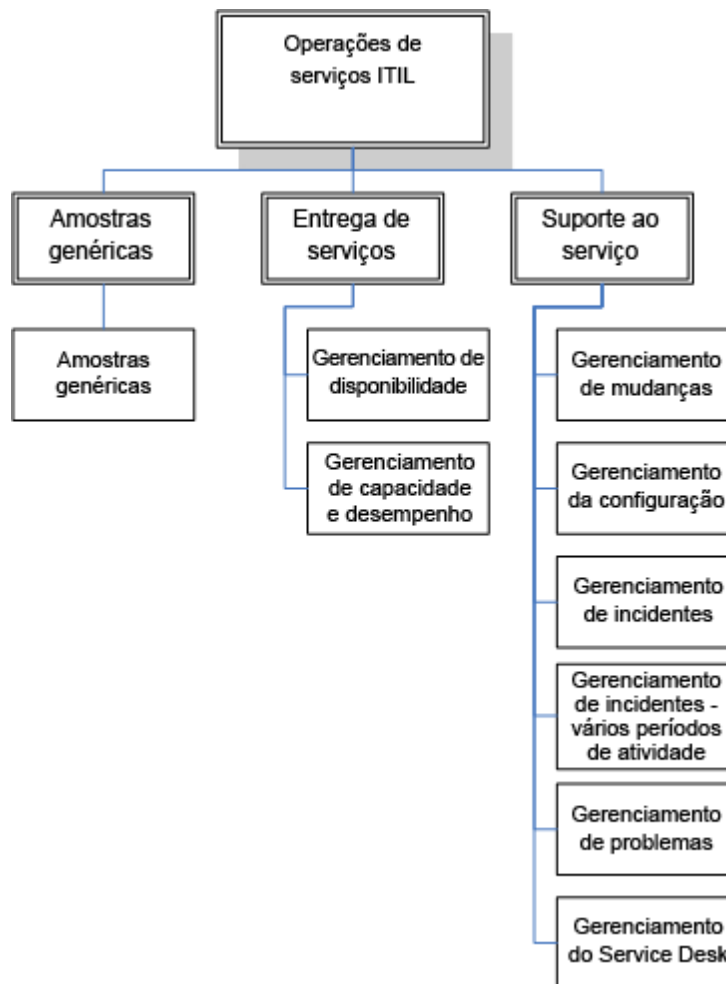 Operações de
serviços ITIL
Amostras
genéricas
Entrega de
serviços
Suporte ao
serviço
Amostras
genéricas
Gerenciamento de
disponibilidade
Gerenciamento
de capacidade
e desempenho
Gerenciamento
de mudanças
Gerenciamento
da configuração
Gerenciamento
de incidentes
Gerenciamento
de incidentes -
vários períodos
de atividade
Gerenciamento
de problemas
Gerenciamento
do Service Desk